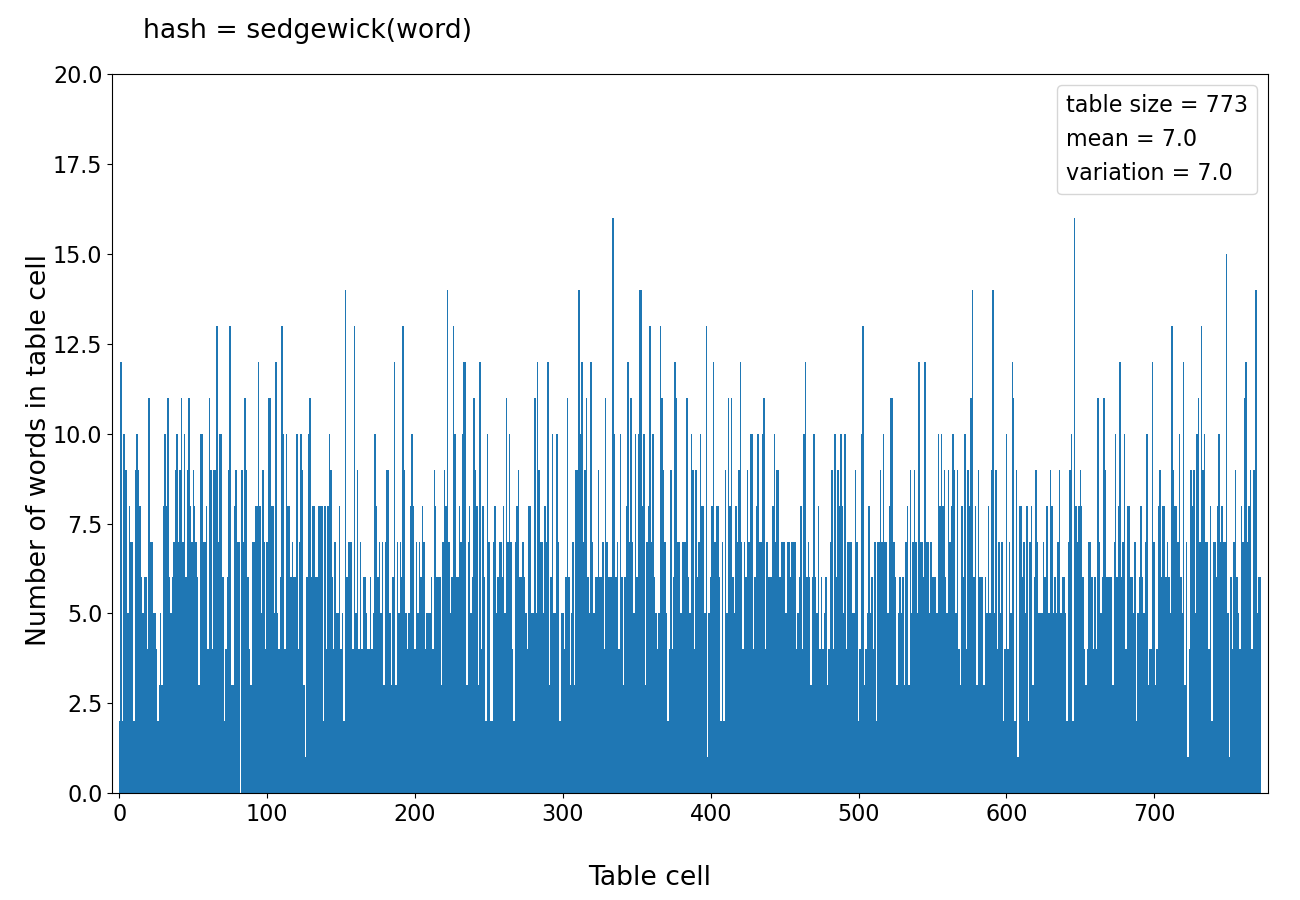 hash = sedgewick(word)
20.0
17.5
15.0
12.5
10.0
7.5
5.0
2.5
0.0
Number of words in table cell
table size = 773
mean = 7.0
variation = 7.0
0 100 200 300 400 500 600 700
Table cell